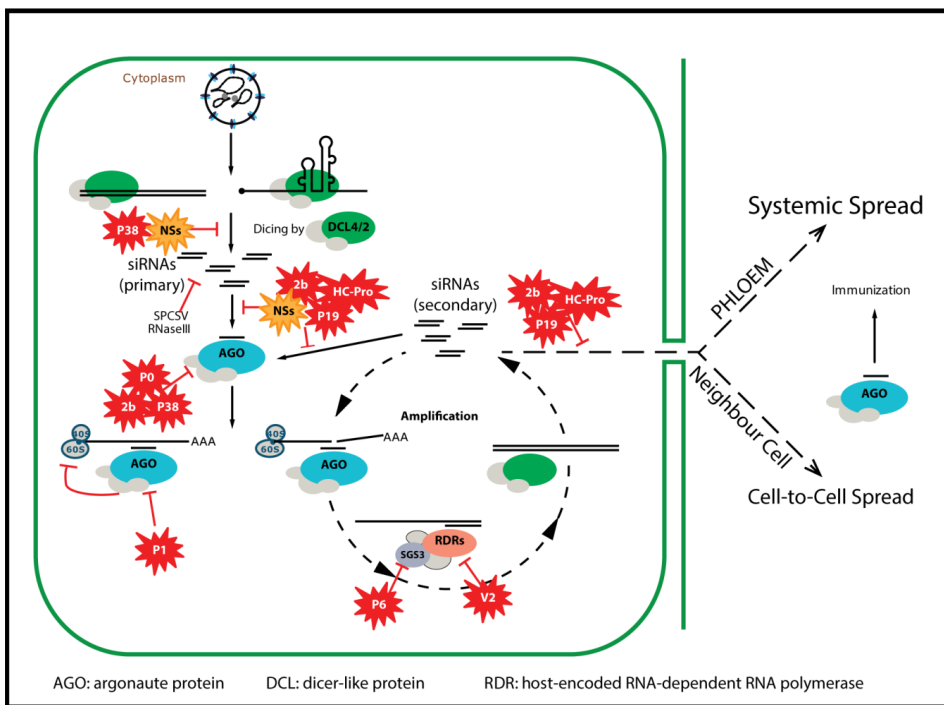 Cytoplasm
P38
NSs
Dicing by
DCL4/2
siRNAs
(primary)
SPCSV
RNaseIII
2b
HC-Pro
NSs
P19
siRNAs
(secondary)
2b
HC-Pro
P19
AGO
P0
2b
P38
40S
60S
AAA
AGO
P1
Amplification
40S
60S
AAA
AGO
SGS3
RDRs
P6
V2
Systemic Spread
PHLOEM
Immunization
AGO
Neighbour Cell
Cell-to-Cell Spread
AGO: argonaute protein
DCL: dicer-like protein
RDR: host-encoded RNA-dependent RNA polymerase